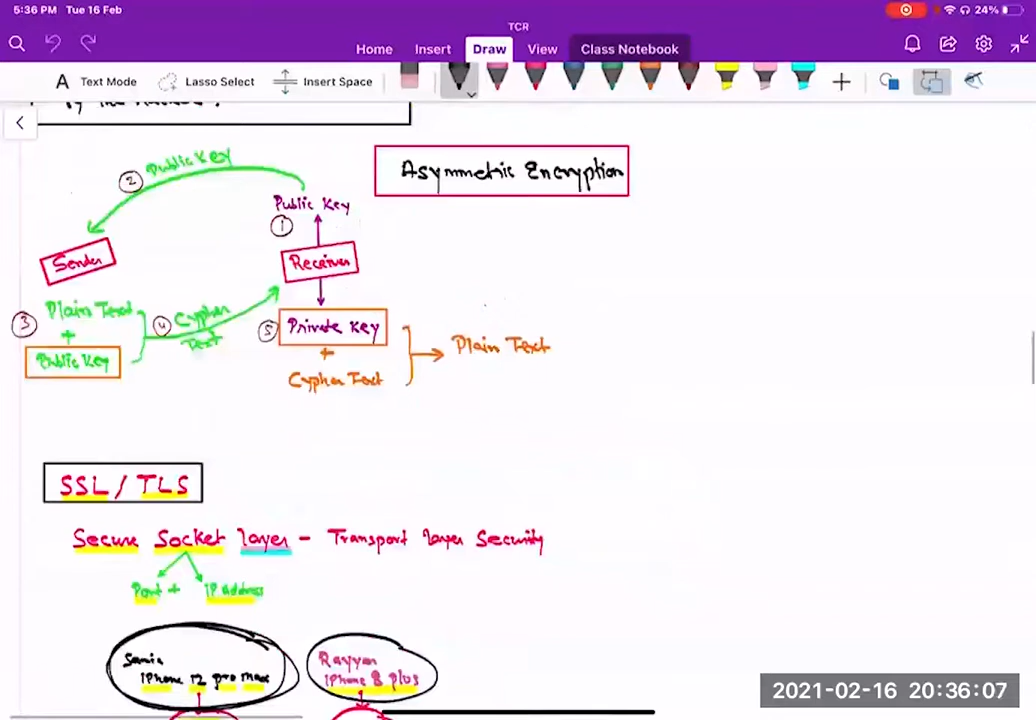 5:36 PM Tue 16 Feb
24%
TCR
Home Insert Draw View Class Notebook
Text Mode Lasso Select Insert Space
Asymmetric Encryption
② Public Key
Public Key
①
Sender
Receiver
③ Plain Text
+
Public Key
④ Cypher
Text
⑤ Private Key
+
Cypher Text
Plain Text
SSL / TLS
Secure Socket layer - Transport layer Security
Port + IP Address
Samia
iPhone 12 pro max
Rayyan
iPhone 8 plus
2021-02-16 20:36:07